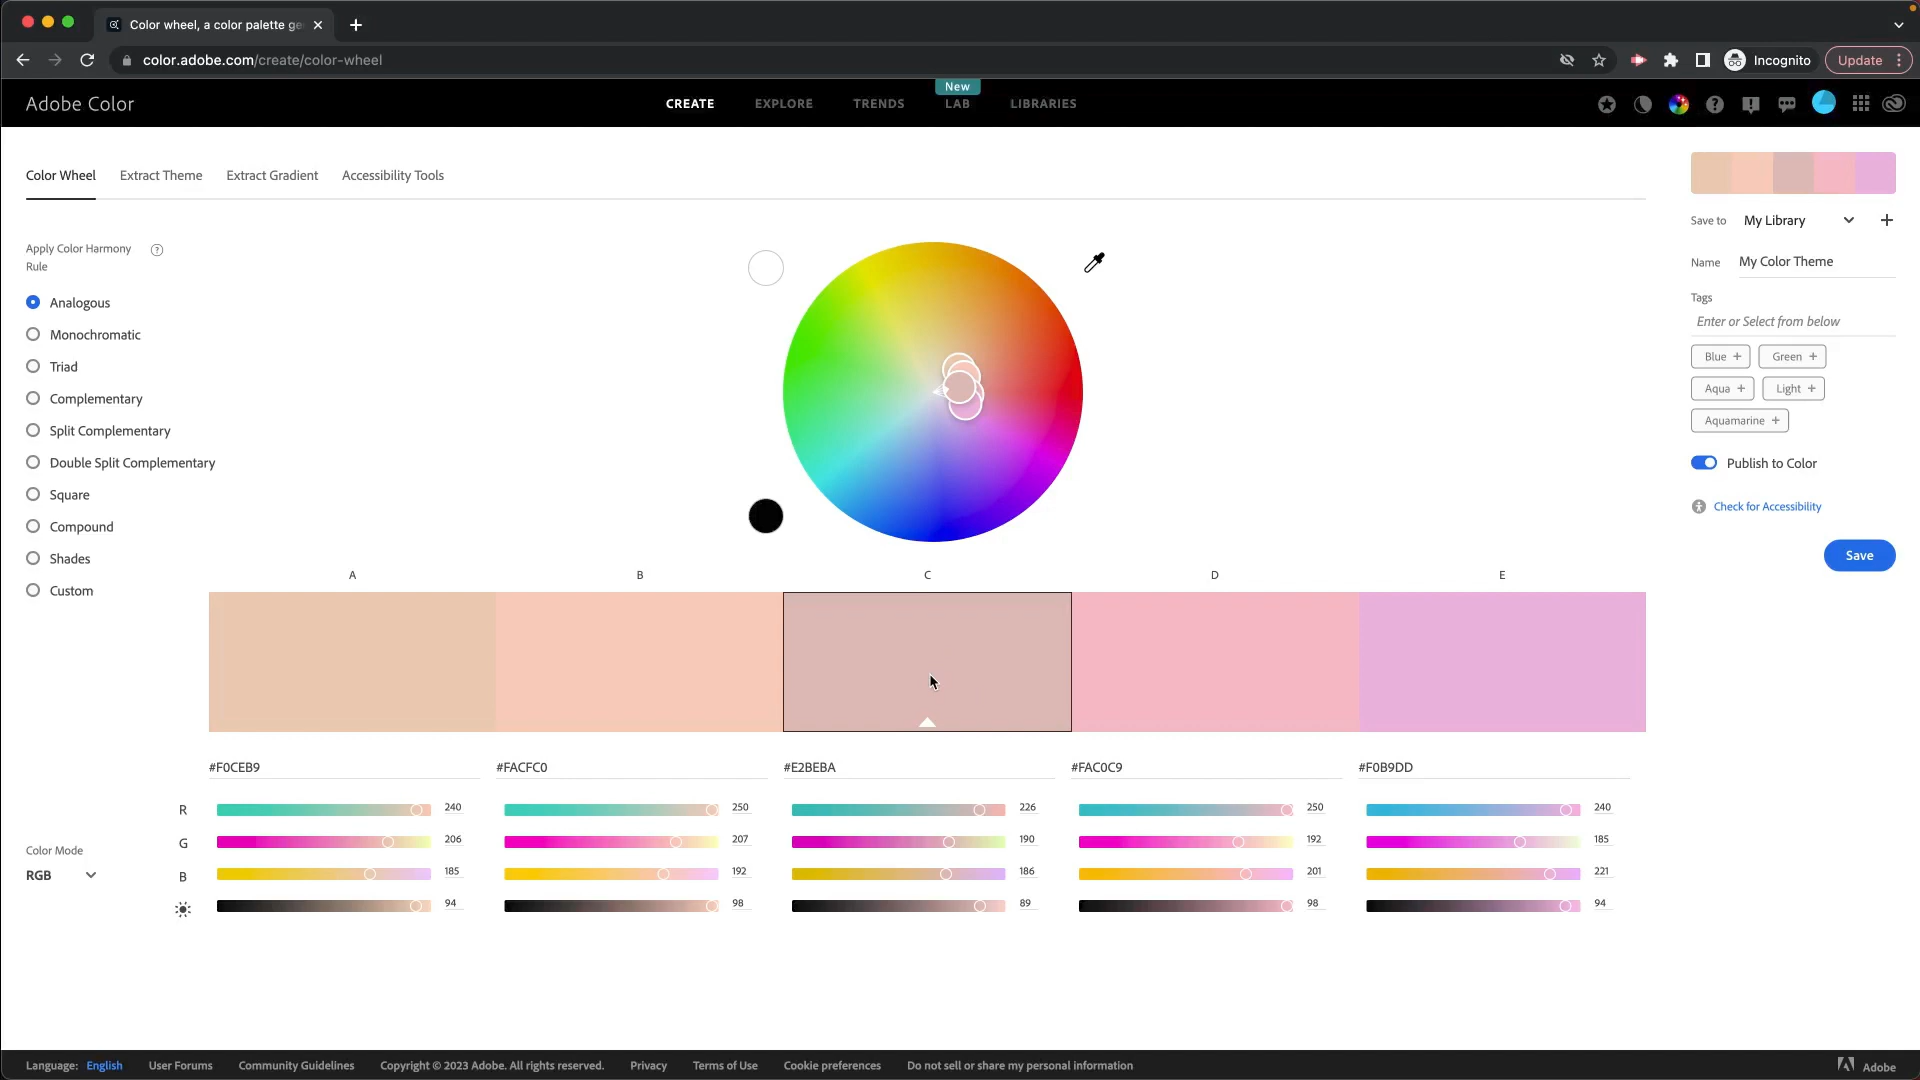 Color wheel, a color palette ge
color.adobe.com/create/color-wheel
Incognito
Update
Adobe Color
CREATE
EXPLORE
TRENDS
New
LAB
LIBRARIES
Color Wheel
Extract Theme
Extract Gradient
Accessibility Tools
Apply Color Harmony
Rule
Analogous
Monochromatic
Triad
Complementary
Split Complementary
Double Split Complementary
Square
Compound
Shades
Custom
Save to My Library
Name My Color Theme
Tags
Enter or Select from below
Blue + Green +
Aqua + Light +
Aquamarine +
Publish to Color
Check for Accessibility
Save
A B C D E
#F0CEB9 #FACFC0 #E2BEBA #FAC0C9 #F0B9DD
R 240 250 226 250 240
G 206 207 190 192 185
B 185 192 186 201 221
94 98 89 98 94
Color Mode
RGB
Language: English User Forums Community Guidelines Copyright © 2023 Adobe. All rights reserved. Privacy Terms of Use Cookie preferences Do not sell or share my personal information Adobe